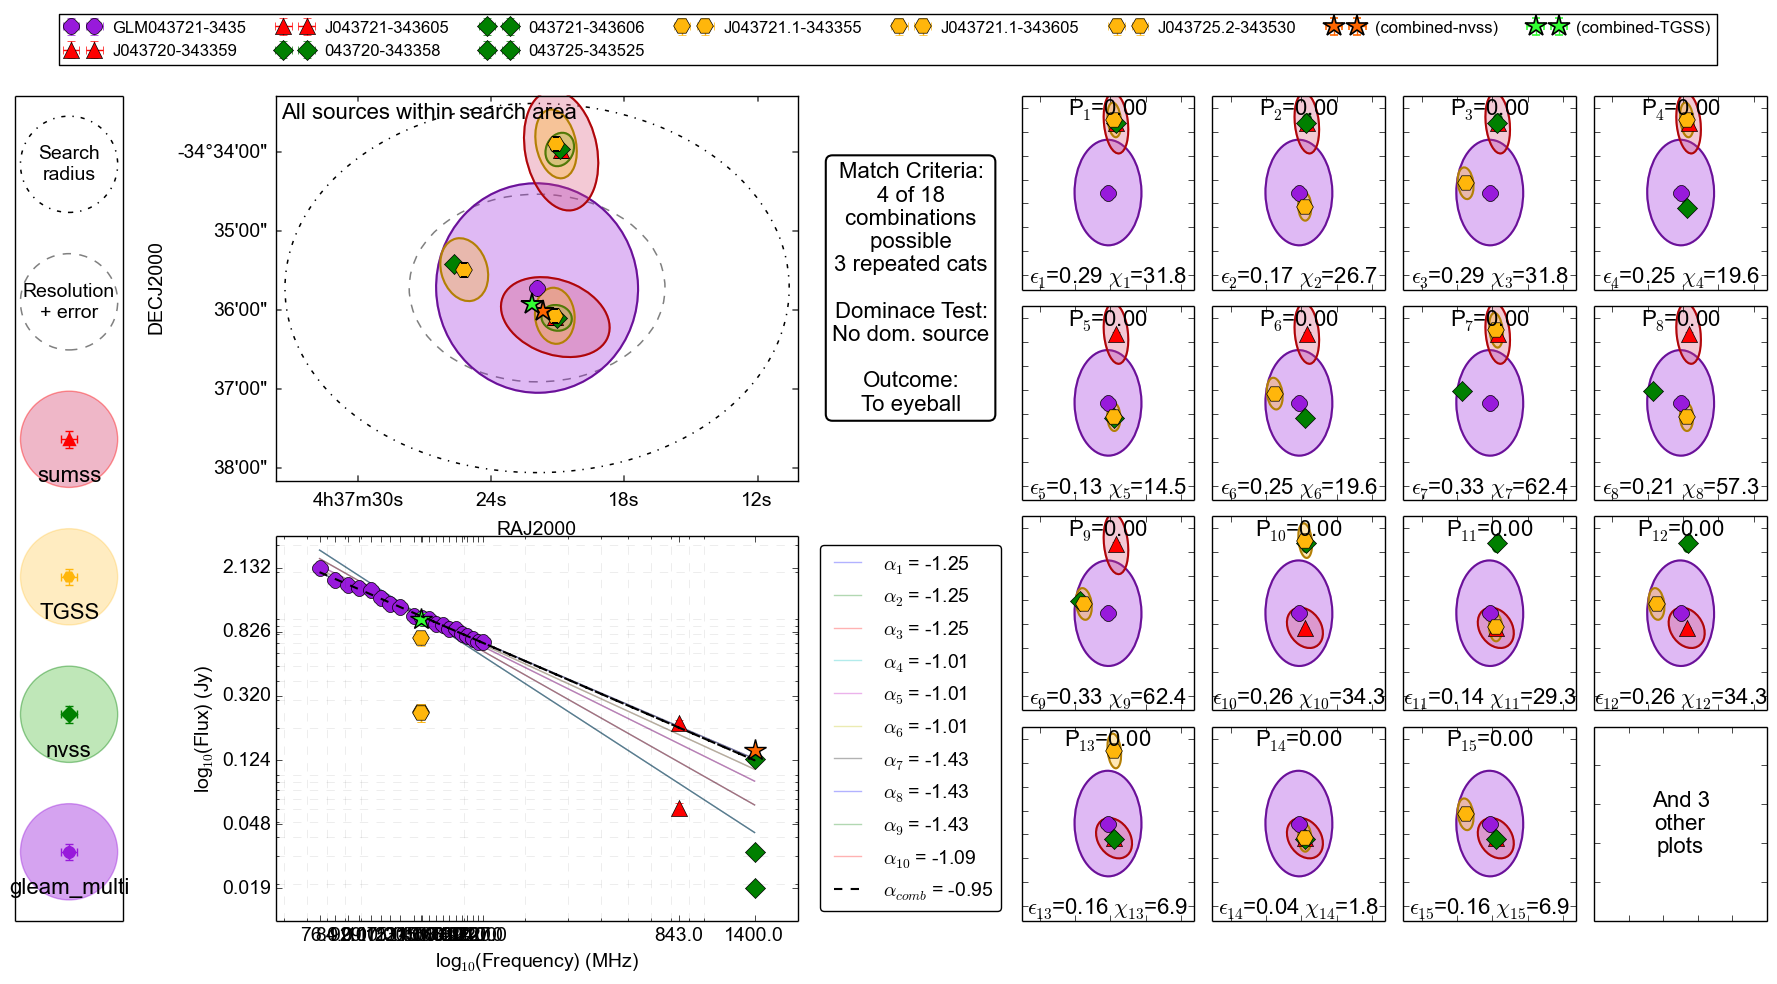 GLM043721-3435
J043721-343605
043721-343606
J043721.1-343355
J043721.1-343605
J043725.2-343530
(combined-nvss)
(combined-TGSS)
J043720-343359
043720-343358
043725-343525
Search
radius
Resolution
+ error
sumss
TGSS
nvss
gleam_multi
All sources within search area
-34°34'00"
35'00"
36'00"
37'00"
38'00"
DECJ2000
4h37m30s
24s
18s
12s
RAJ2000
Match Criteria:
4 of 18
combinations
possible
3 repeated cats
Dominace Test:
No dom. source
Outcome:
To eyeball
2.132
0.826
0.320
0.124
0.048
0.019
log10(Flux) (Jy)
843.0
1400.0
log10(Frequency) (MHz)
α1 = -1.25
α2 = -1.25
α3 = -1.25
α4 = -1.01
α5 = -1.01
α6 = -1.01
α7 = -1.43
α8 = -1.43
α9 = -1.43
α10 = -1.09
αcomb = -0.95
P1=0.00
ϵ1=0.29 χ1=31.8
P2=0.00
ϵ2=0.17 χ2=26.7
P3=0.00
ϵ3=0.29 χ3=31.8
P4=0.00
ϵ4=0.25 χ4=19.6
P5=0.00
ϵ5=0.13 χ5=14.5
P6=0.00
ϵ6=0.25 χ6=19.6
P7=0.00
ϵ7=0.33 χ7=62.4
P8=0.00
ϵ8=0.21 χ8=57.3
P9=0.00
ϵ9=0.33 χ9=62.4
P10=0.00
ϵ10=0.26 χ10=34.3
P11=0.00
ϵ11=0.14 χ11=29.3
P12=0.00
ϵ12=0.26 χ12=34.3
P13=0.00
ϵ13=0.16 χ13=6.9
P14=0.00
ϵ14=0.04 χ14=1.8
P15=0.00
ϵ15=0.16 χ15=6.9
And 3
other
plots